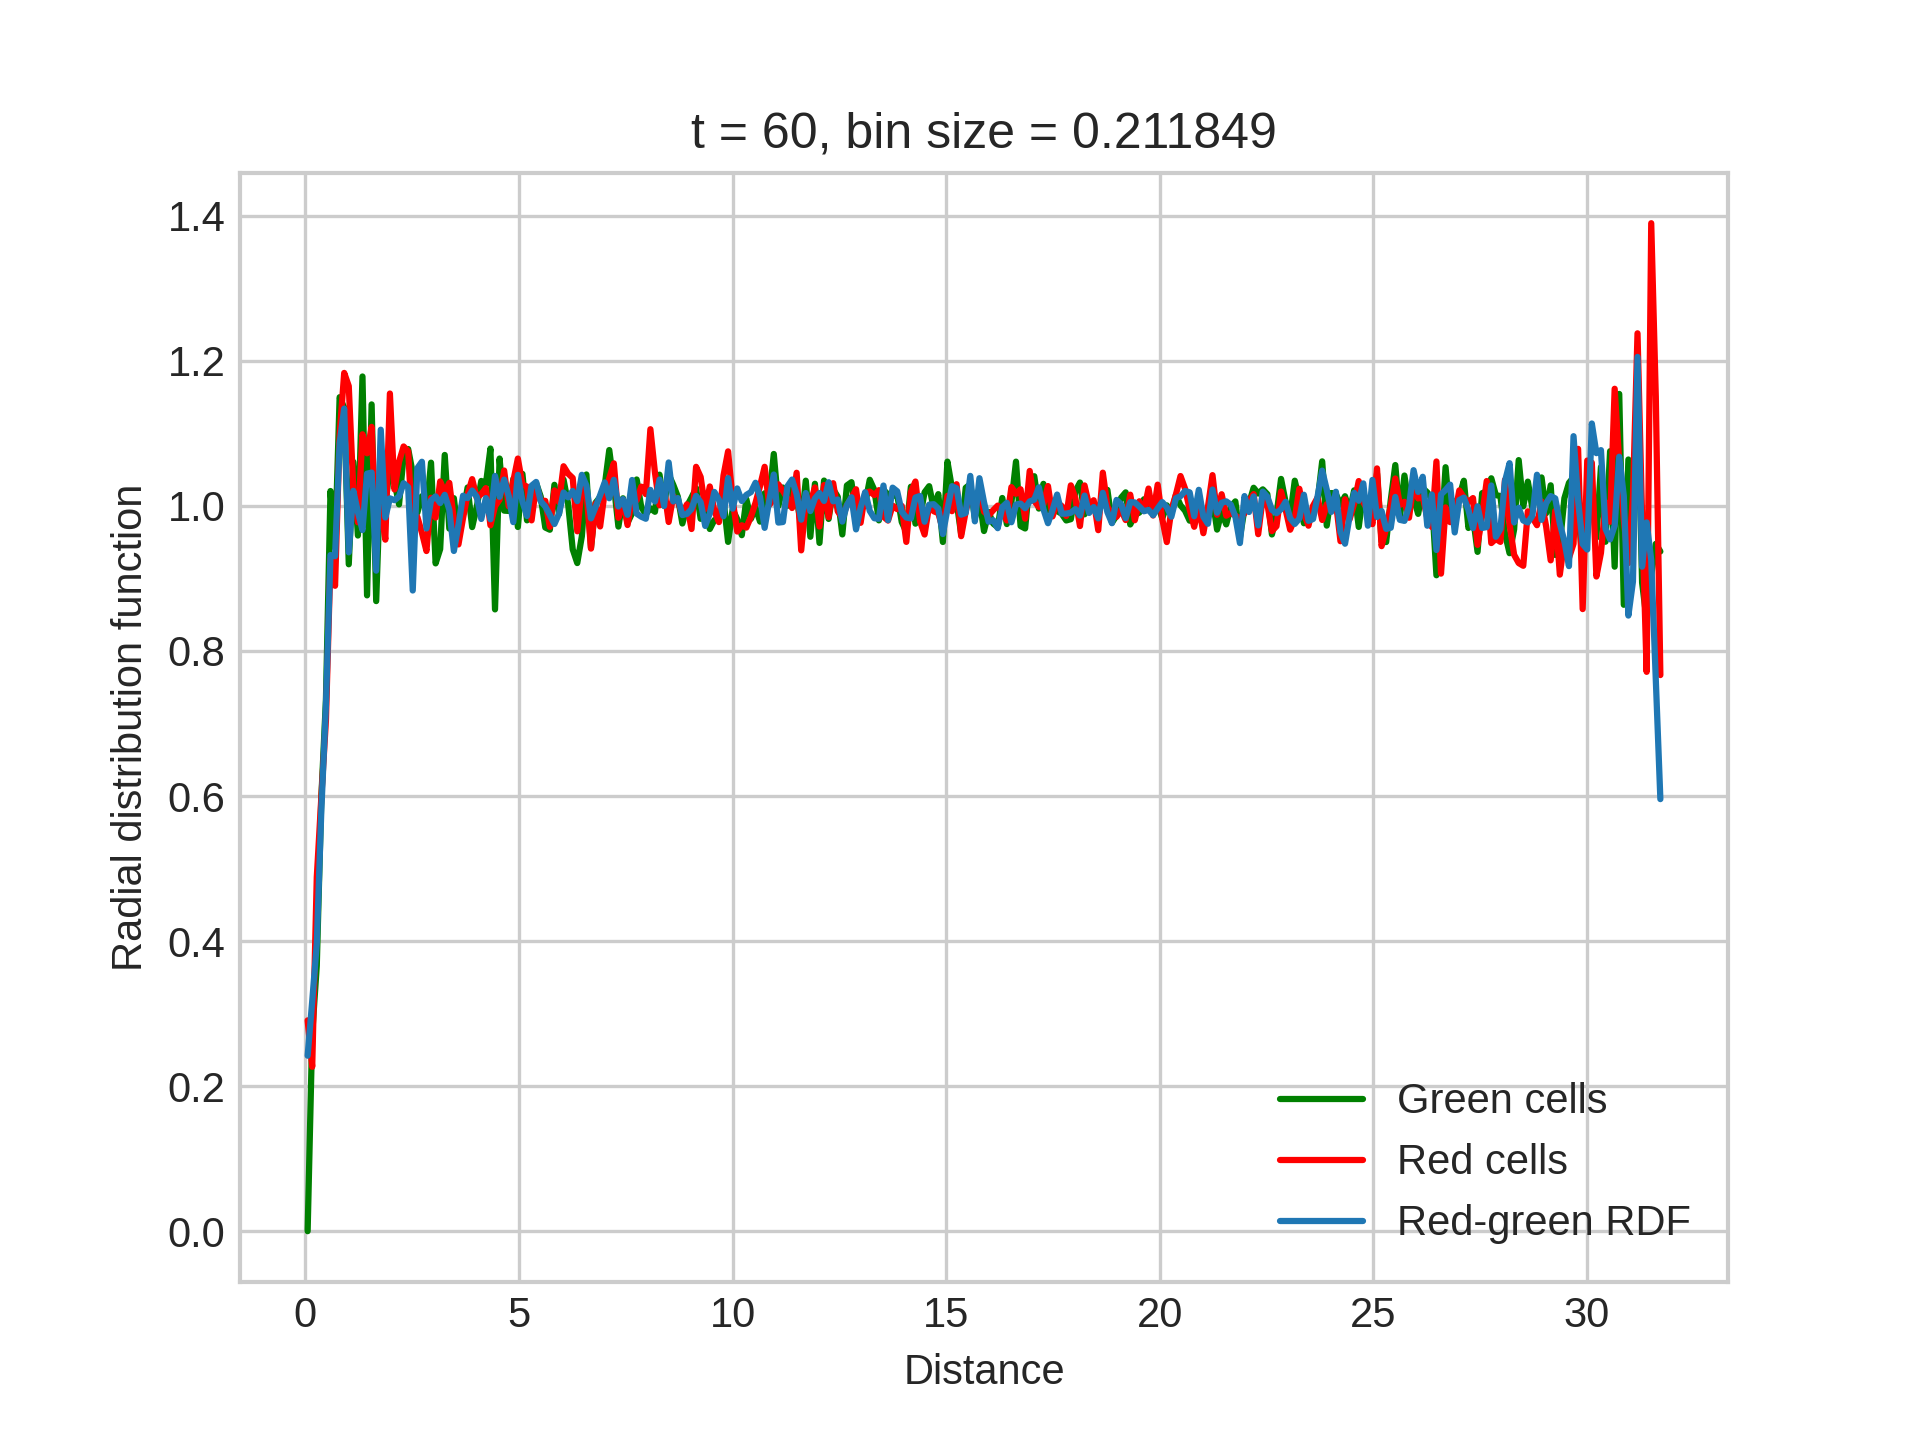 t = 60, bin size = 0.211849
Radial distribution function
1.4
1.2
1.0
0.8
0.6
0.4
0.2
0.0
Green cells
Red cells
Red-green RDF
0 5 10 15 20 25 30
Distance